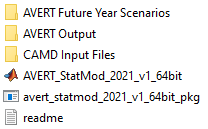 AVERT Future Year Scenarios
AVERT Output
CAMD Input Files
AVERT_StatMod_2021_v1_64bit
avert_statmod_2021_v1_64bit_pkg
readme